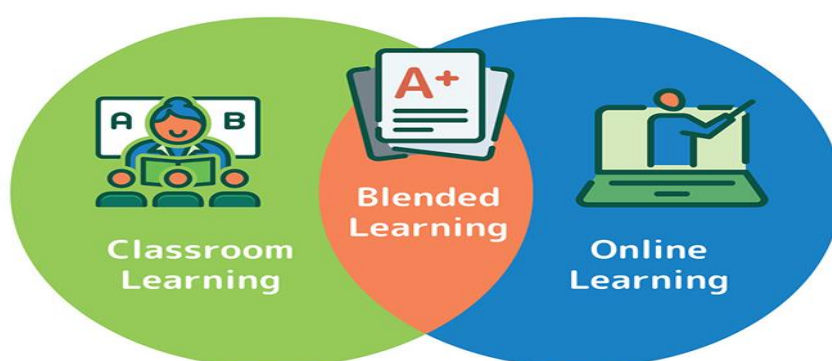 A B
A+
Blended
Learning
Classroom
Learning
Online
Learning